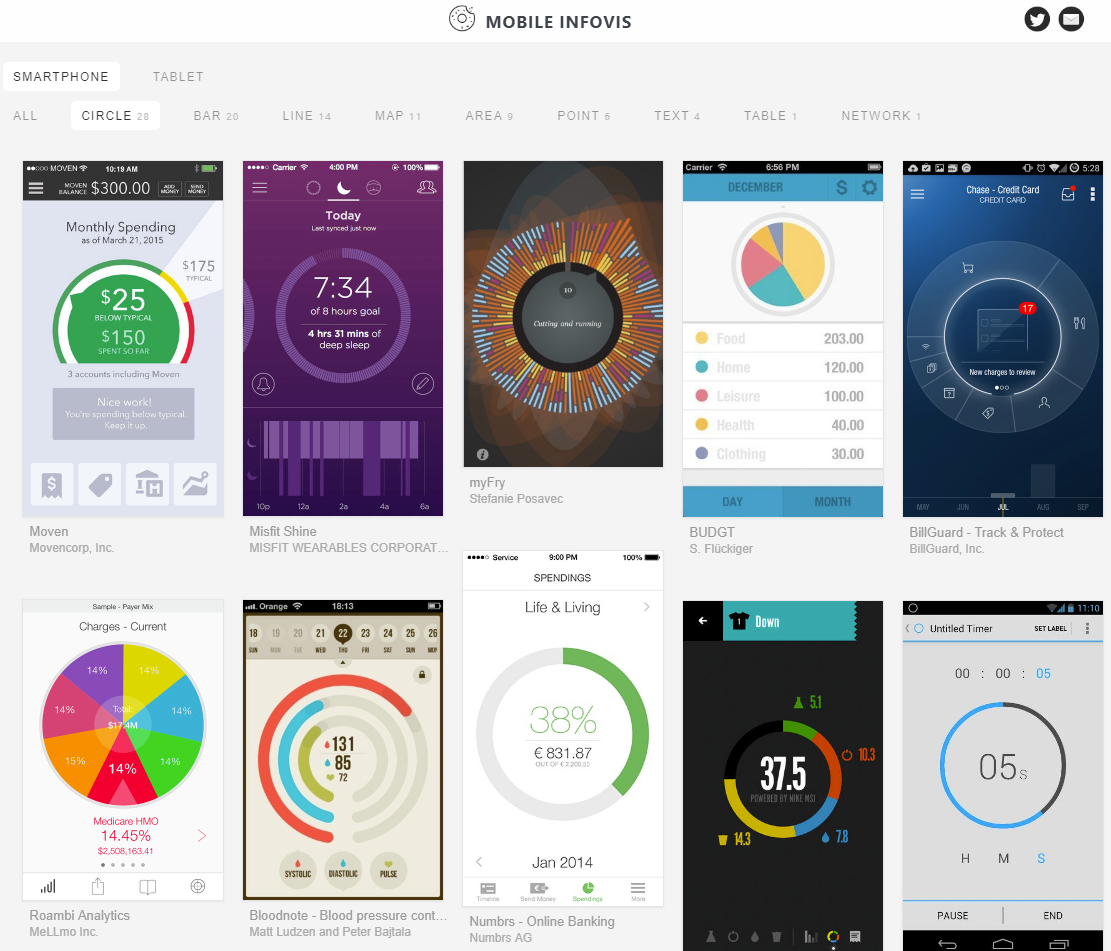 MOBILE INFOVIS
SMARTPHONE TABLET
ALL CIRCLE 28 BAR 20 LINE 14 MAP 11 AREA 9 POINT 6 TEXT 4 TABLE 1 NETWORK 1
MOVEN 10:19 AM
MOVEN BALANCE $300.00 ADD MONEY SEND MONEY
Monthly Spending
as of March 21, 2015
$175
TYPICAL
$25
BELOW TYPICAL
$150
SPENT SO FAR
3 accounts including Moven
Nice work!
You're spending below typical.
Keep it up.
Moven
Movencorp, Inc.
Carrier 4:00 PM 100%
Today
Last synced just now
7:34
of 8 hours goal
4 hrs 31 mins of
deep sleep
10p 12a 2a 4a 6a
Misfit Shine
MISFIT WEARABLES CORPORAT...
10
Cutting and running
myFry
Stefanie Posavec
Carrier 6:56 PM
DECEMBER $
Food 203.00
Home 120.00
Leisure 100.00
Health 40.00
Clothing 30.00
DAY MONTH
BUDGT
S. Flückiger
5:28
Chase - Credit Card
CREDIT CARD
17
New charges to review
MAY JUN JUL AUG SEP
BillGuard - Track & Protect
BillGuard, Inc.
Sample - Payer Mix
Charges - Current
14% 14%
14% 14%
15% 14%
14%
Total:
$17.4M
Medicare HMO
14.45%
$2,508,163.41
Roambi Analytics
MeLLmo Inc.
Orange 18:13
18 19 20 21 22 23 24 25 26
SUN MON TUE WED THU FRI SAT SUN MON
131
85
72
SYSTOLIC DIASTOLIC PULSE
Bloodnote - Blood pressure cont...
Matt Ludzen and Peter Bajtala
Service 9:00 PM 100%
SPENDINGS
Life & Living
38%
€ 831.87
Jan 2014
Timeline Send Money Spendings More
Numbrs - Online Banking
Numbrs AG
1 Down
5.1
10.3
37.5
POWERED BY NIKE MSI
14.3 7.8
11:10
Untitled Timer SET LABEL
00 : 00 : 05
05s
H M S
PAUSE END